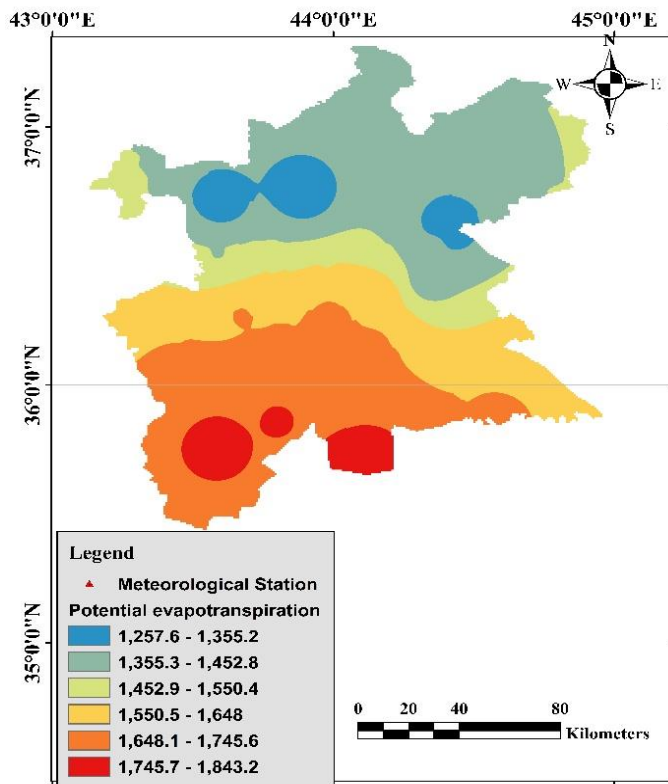 43°0'0"E 44°0'0"E 45°0'0"E
N
W E
S
37°0'0"N
36°0'0"N
35°0'0"N
Legend
Meteorological Station
Potential evapotranspiration
1,257.6 - 1,355.2
1,355.3 - 1,452.8
1,452.9 - 1,550.4
1,550.5 - 1,648
1,648.1 - 1,745.6
1,745.7 - 1,843.2
0 20 40 80
Kilometers